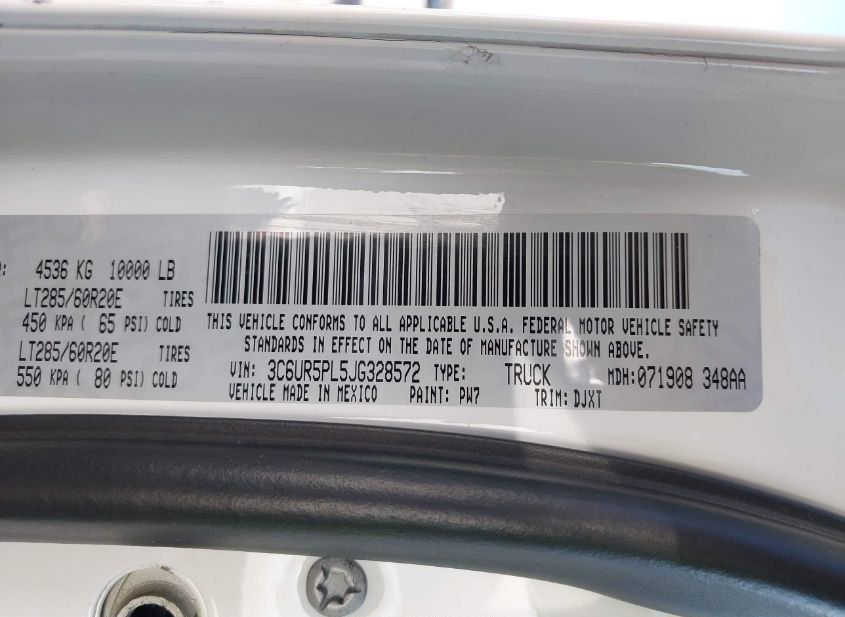 4536 KG 10000 LB
LT285/60R20E TIRES
450 KPA ( 65 PSI) COLD
LT285/60R20E TIRES
550 KPA ( 80 PSI) COLD
THIS VEHICLE CONFORMS TO ALL APPLICABLE U.S.A. FEDERAL MOTOR VEHICLE SAFETY
STANDARDS IN EFFECT ON THE DATE OF MANUFACTURE SHOWN ABOVE.
VIN: 3C6UR5PL5JG328572 TYPE: TRUCK MDH:071908 348AA
VEHICLE MADE IN MEXICO PAINT: PW7 TRIM: DJXT